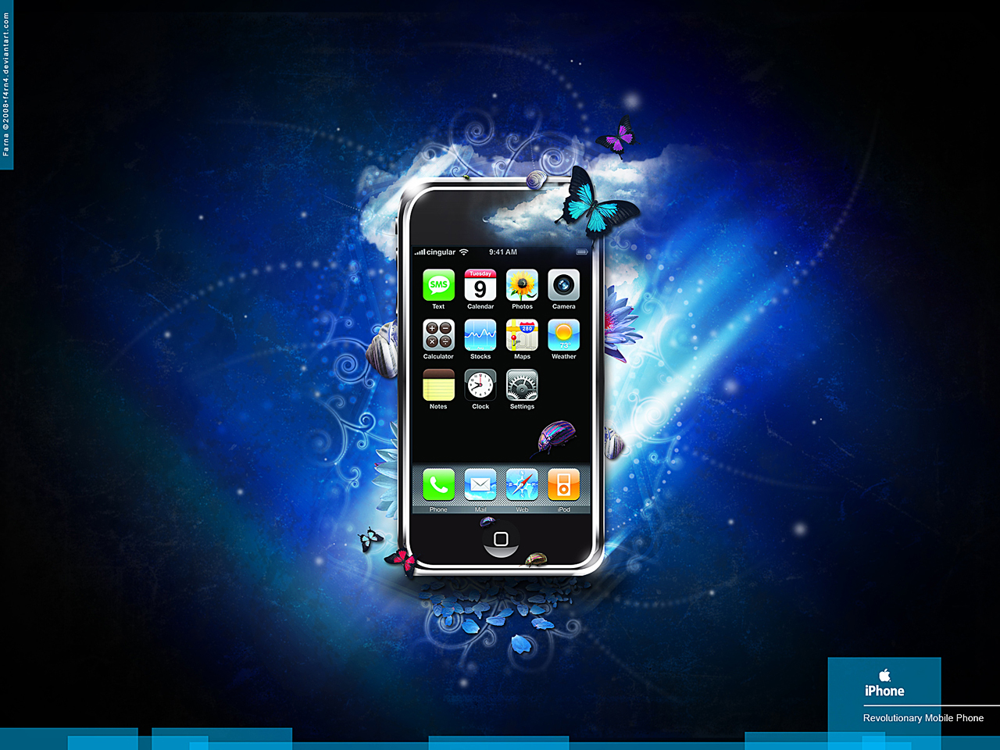 Farna ©2008•f4rn4.deviantart.com
cingular 9:41 AM
SMS
Tuesday
9
280
73°
Text Calendar Photos Camera
Calculator Stocks Maps Weather
Notes Clock Settings
Phone Mail Web iPod
iPhone
Revolutionary Mobile Phone